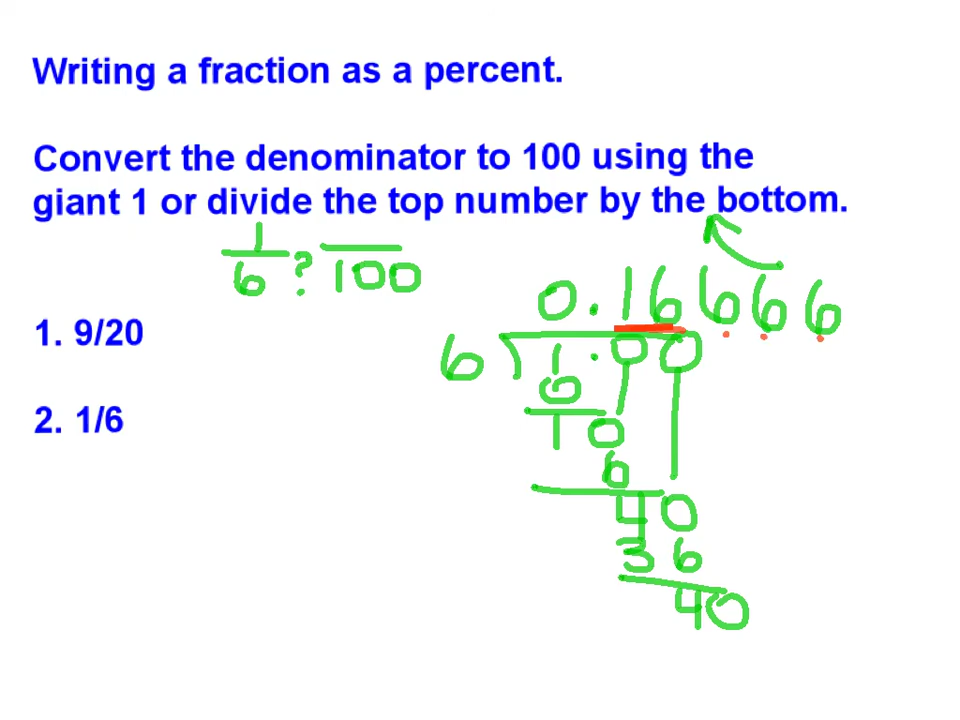 Writing a fraction as a percent.
Convert the denominator to 100 using the
giant 1 or divide the top number by the bottom.
1/6 ? /100
0.16666
6)1.00
0
10
6
40
36
40
1. 9/20
2. 1/6